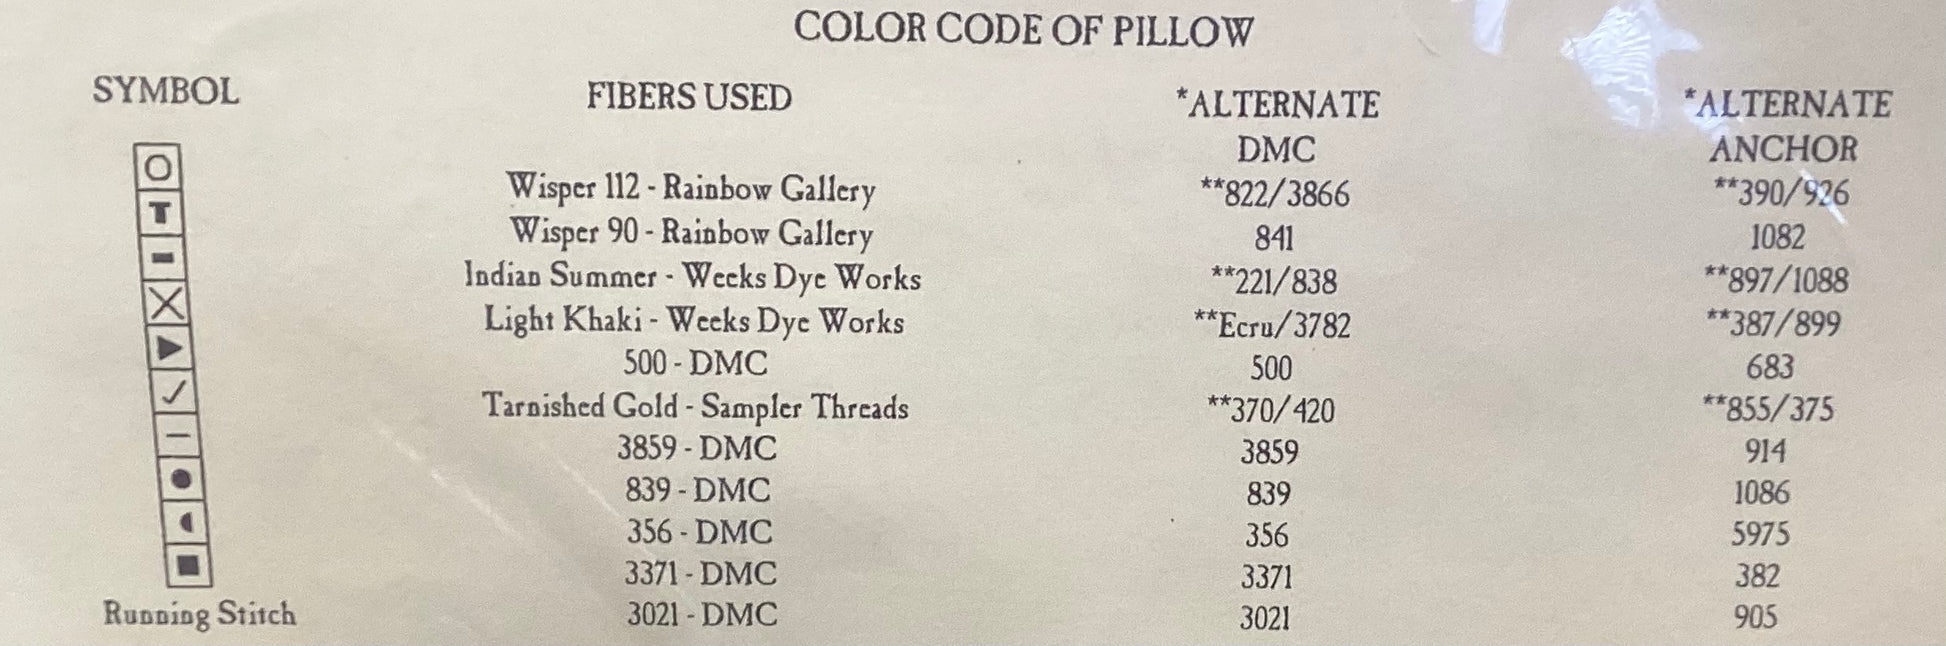 COLOR CODE OF PILLOW
SYMBOL FIBERS USED *ALTERNATE *ALTERNATE
DMC ANCHOR
Wisper 112 - Rainbow Gallery **822/3866 **390/926
T Wisper 90 - Rainbow Gallery 841 1082
Indian Summer - Weeks Dye Works **221/838 **897/1088
Light Khaki - Weeks Dye Works **Ecru/3782 **387/899
500 - DMC 500 683
Tarnished Gold - Sampler Threads **370/420 **855/375
3859 - DMC 3859 914
839 - DMC 839 1086
356 - DMC 356 5975
3371 - DMC 3371 382
Running Stitch 3021 - DMC 3021 905